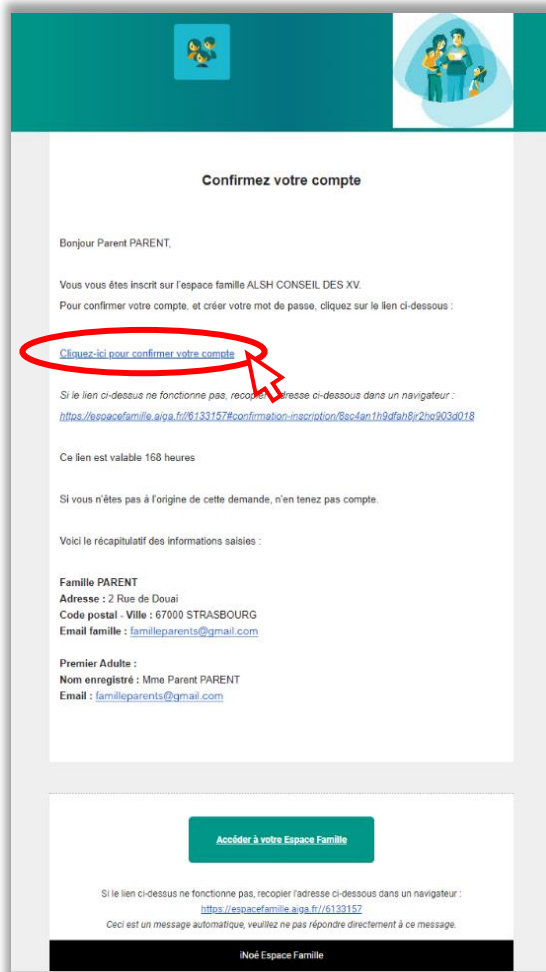 Confirmez votre compte
Bonjour Parent PARENT,
Vous vous êtes inscrit sur l'espace famille ALSH CONSEIL DES XV.
Pour confirmer votre compte, et créer votre mot de passe, cliquez sur le lien ci-dessous :
Cliquez-ici pour confirmer votre compte
Si le lien ci-dessus ne fonctionne pas, recopier l'adresse ci-dessous dans un navigateur :
https://espacefamille.aiga.fr//6133157#confirmation-inscription/8sc4an1h9dfah8jr2hq903d018
Ce lien est valable 168 heures
Si vous n'êtes pas à l'origine de cette demande, n'en tenez pas compte.
Voici le récapitulatif des informations saisies :
Famille PARENT
Adresse : 2 Rue de Douai
Code postal - Ville : 67000 STRASBOURG
Email famille : familleparents@gmail.com
Premier Adulte :
Nom enregistré : Mme Parent PARENT
Email : familleparents@gmail.com
Accéder à votre Espace Famille
Si le lien ci-dessus ne fonctionne pas, recopier l'adresse ci-dessous dans un navigateur :
https://espacefamille.aiga.fr//6133157
Ceci est un message automatique, veuillez ne pas répondre directement à ce message.
iNoé Espace Famille